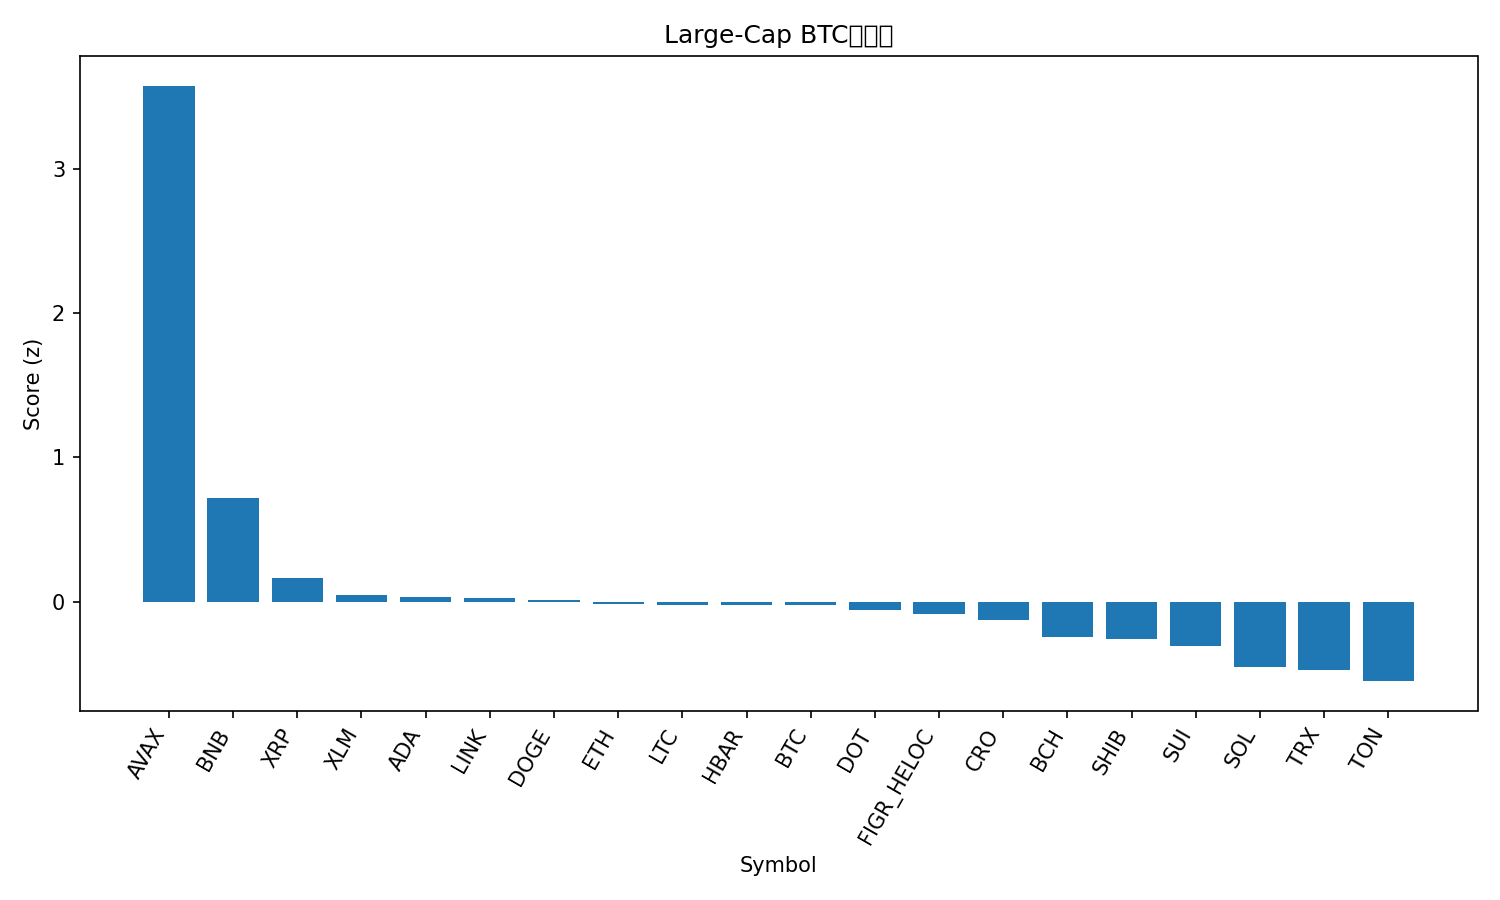 Large-Cap BTC
Score (z)
3
2
1
0
AVAX
BNB
XRP
XLM
ADA
LINK
DOGE
ETH
LTC
HBAR
BTC
DOT
FIGR_HELOC
CRO
BCH
SHIB
SUI
SOL
TRX
TON
Symbol